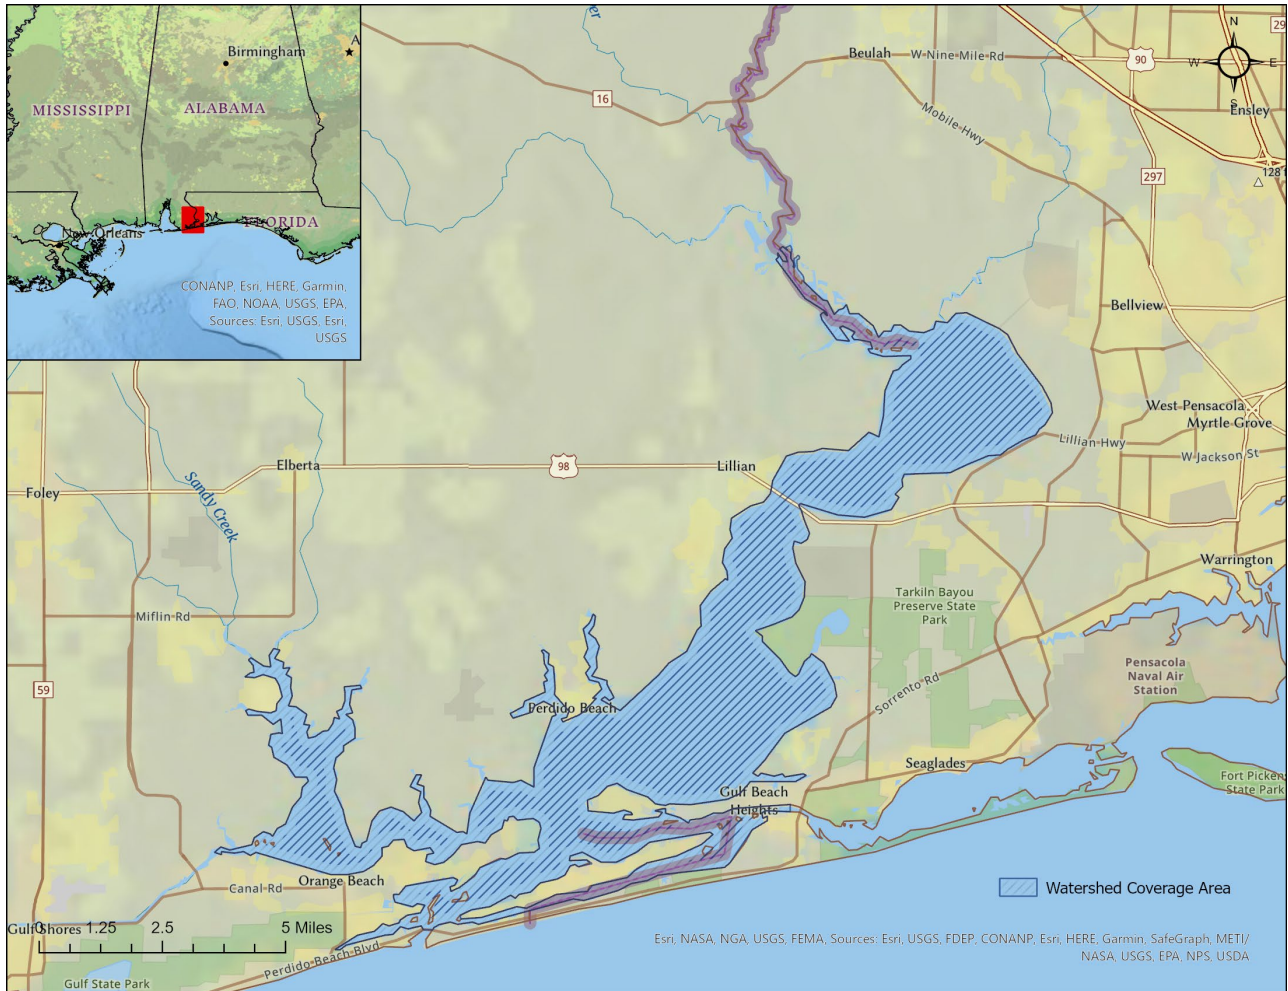 Birmingham
A
MISSISSIPPI
ALABAMA
New Orleans
FLORIDA
CONANP, Esri, HERE, Garmin,
FAO, NOAA, USGS, EPA,
Sources: Esri, USGS, Esri,
USGS
Beulah
W Nine Mile Rd
90
29
N
W
E
S
Ensley
16
Mobile Hwy
297
128
Bellview
West Pensacola
Myrtle Grove
Lillian Hwy
W Jackson St
Elberta
98
Lillian
Foley
Sandy Creek
Warrington
Tarkiln Bayou
Preserve State
Park
Miflin Rd
Pensacola
Naval Air
Station
59
Sorrento Rd
Perdido Beach
Seaglades
Fort Picken
State Park
Gulf Beach
Heights
Orange Beach
Canal Rd
Watershed Coverage Area
Gulf Shores
0 1.25 2.5 5 Miles
Perdido Beach Blvd
Gulf State Park
Esri, NASA, NGA, USGS, FEMA, Sources: Esri, USGS, FDEP, CONANP, Esri, HERE, Garmin, SafeGraph, METI/
NASA, USGS, EPA, NPS, USDA